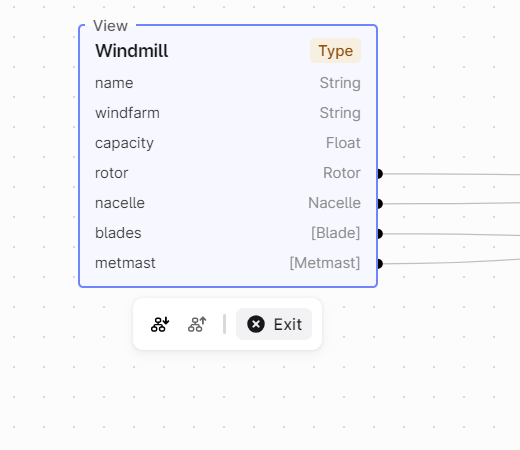 View
Windmill Type
name String
windfarm String
capacity Float
rotor Rotor
nacelle Nacelle
blades [Blade]
metmast [Metmast]
Exit